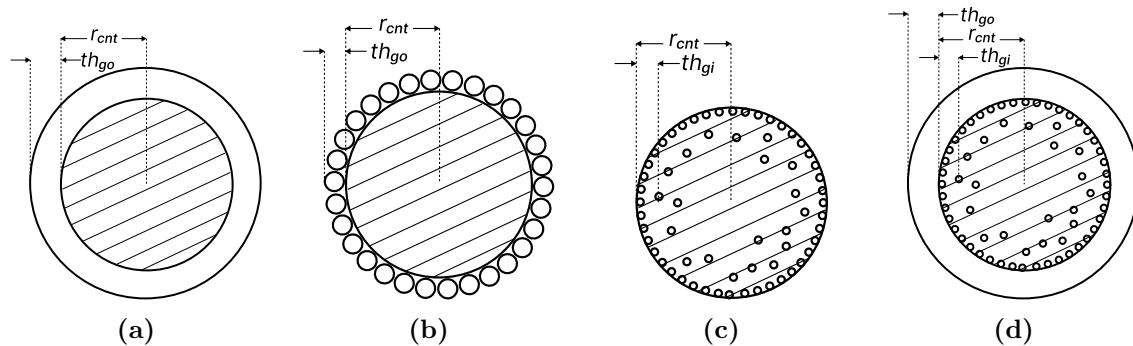 r_cnt
th_go
(a)
r_cnt
th_go
(b)
r_cnt
th_gi
(c)
th_go
r_cnt
th_gi
(d)